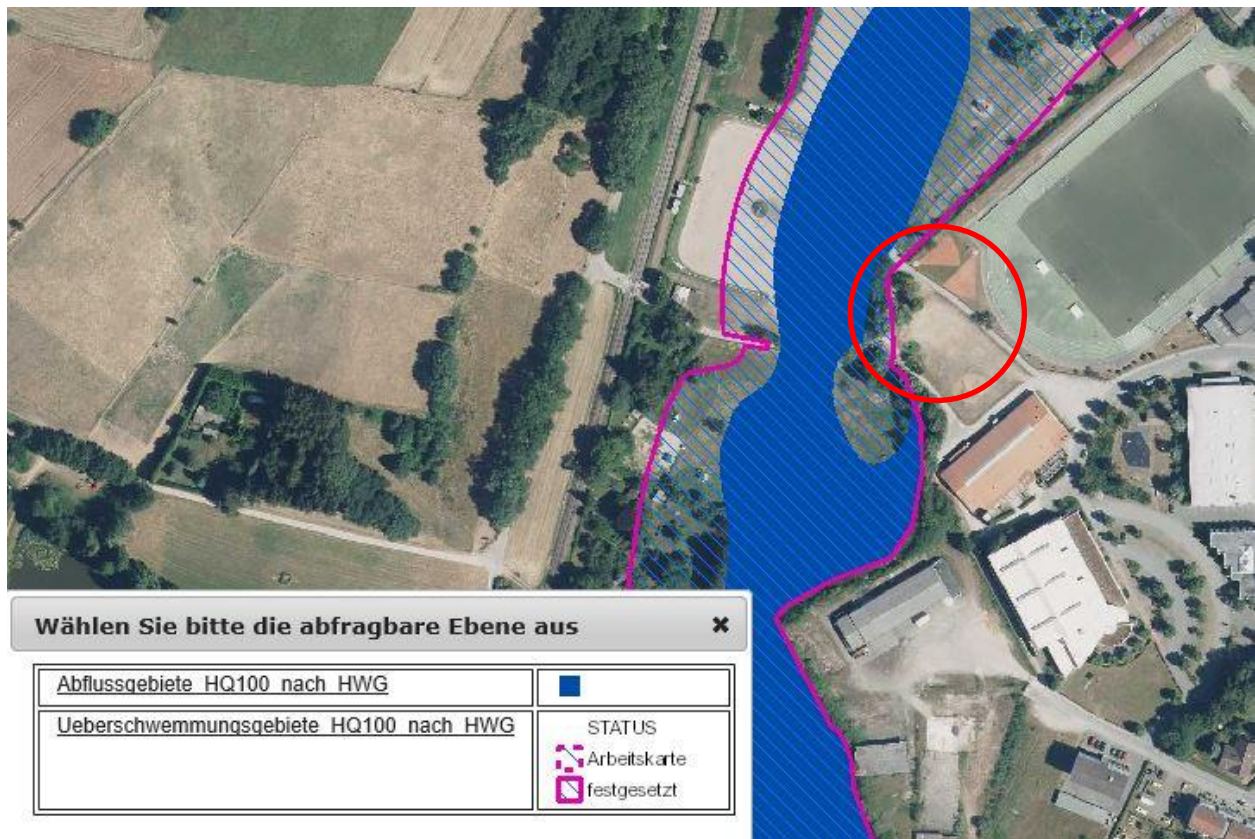 Wählen Sie bitte die abfragbare Ebene aus ✖
Abflussgebiete_HQ100_nach_HWG
Ueberschwemmungsgebiete_HQ100_nach_HWG
STATUS
Arbeitskarte
festgesetzt